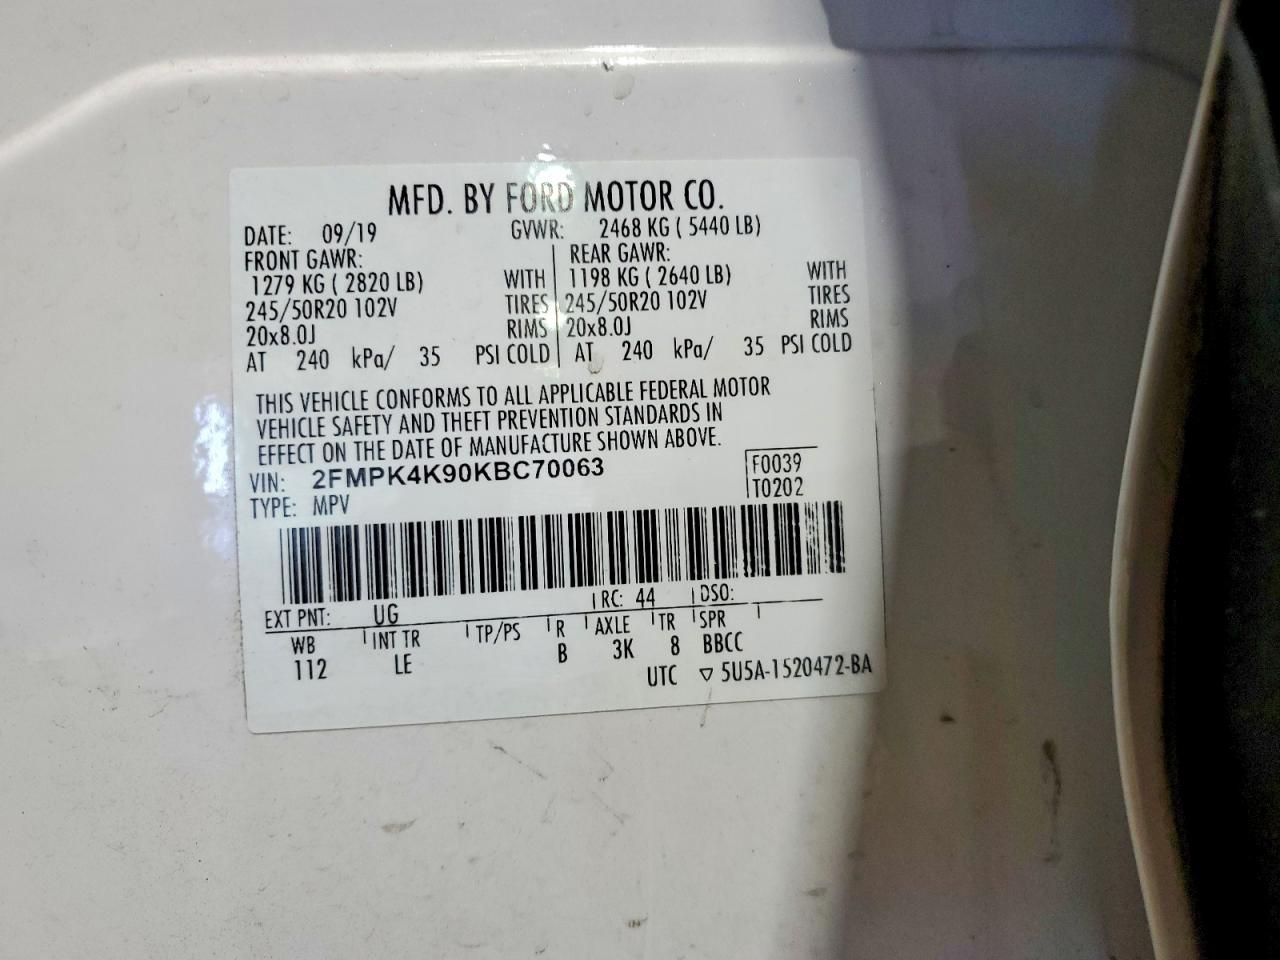 MFD. BY FORD MOTOR CO.
DATE: 09/19 GVWR: 2468 KG ( 5440 LB)
FRONT GAWR: REAR GAWR:
1279 KG ( 2820 LB) WITH 1198 KG ( 2640 LB) WITH
245/50R20 102V TIRES 245/50R20 102V TIRES
20x8.0J RIMS 20x8.0J RIMS
AT 240 kPa/ 35 PSI COLD AT 240 kPa/ 35 PSI COLD
THIS VEHICLE CONFORMS TO ALL APPLICABLE FEDERAL MOTOR
VEHICLE SAFETY AND THEFT PREVENTION STANDARDS IN
EFFECT ON THE DATE OF MANUFACTURE SHOWN ABOVE.
VIN: 2FMPK4K90KBC70063 F0039
TYPE: MPV T0202
EXT PNT: UG RC: 44 DSO:
WB INT TR TP/PS R AXLE TR SPR
112 LE B 3K 8 BBCC
UTC ▽ 5U5A-1520472-BA